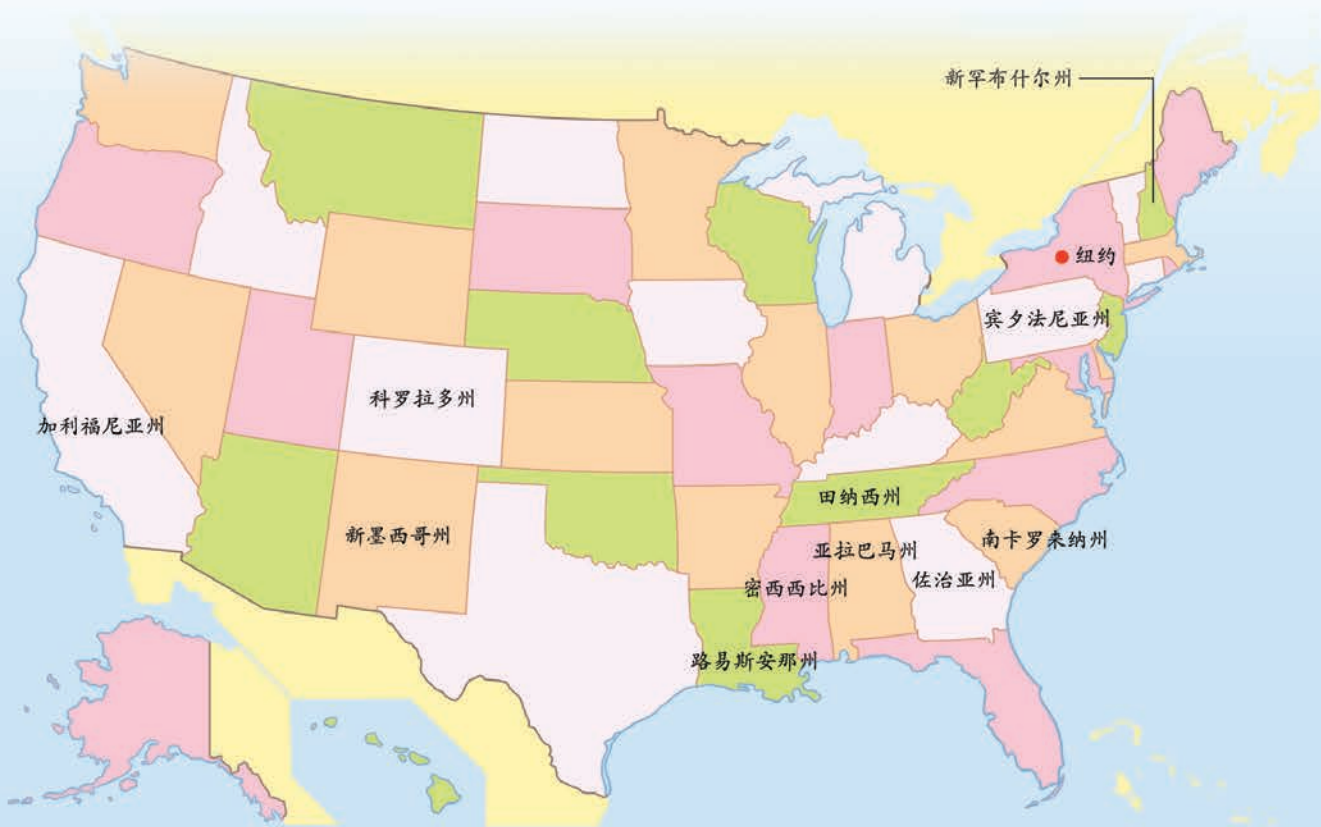 新罕布什尔州
纽约
宾夕法尼亚州
科罗拉多州
加利福尼亚州
田纳西州
新墨西哥州
亚拉巴马州
南卡罗来纳州
密西西比州
佐治亚州
路易斯安那州